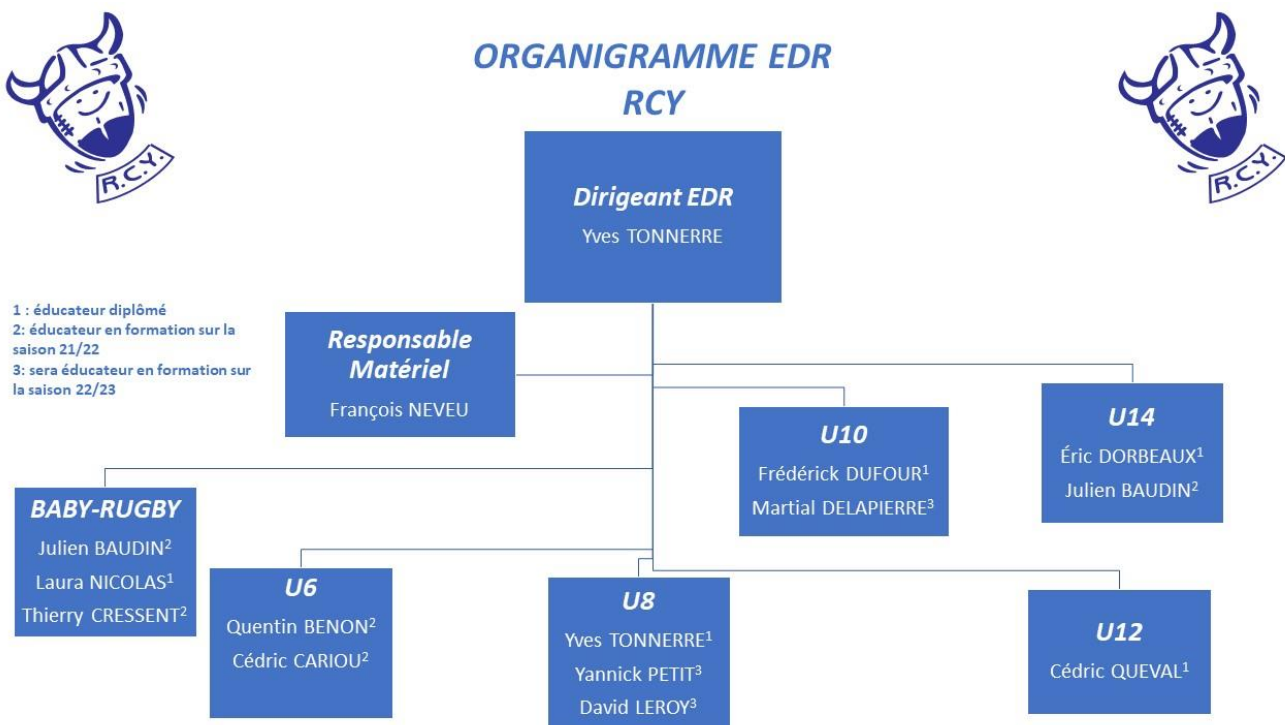 ORGANIGRAMME EDR
RCY
R.C.Y.
R.C.Y.
Dirigeant EDR
Yves TONNERRE
1 : éducateur diplômé
2: éducateur en formation sur la
saison 21/22
3: sera éducateur en formation sur
la saison 22/23
Responsable
Matériel
François NEVEU
U10
Frédérick DUFOUR¹
Martial DELAPIERRE³
U14
Éric DORBEAUX¹
Julien BAUDIN²
BABY-RUGBY
Julien BAUDIN²
Laura NICOLAS¹
Thierry CRESSENT²
U6
Quentin BENON²
Cédric CARIOU²
U8
Yves TONNERRE¹
Yannick PETIT³
David LEROY³
U12
Cédric QUEVAL¹